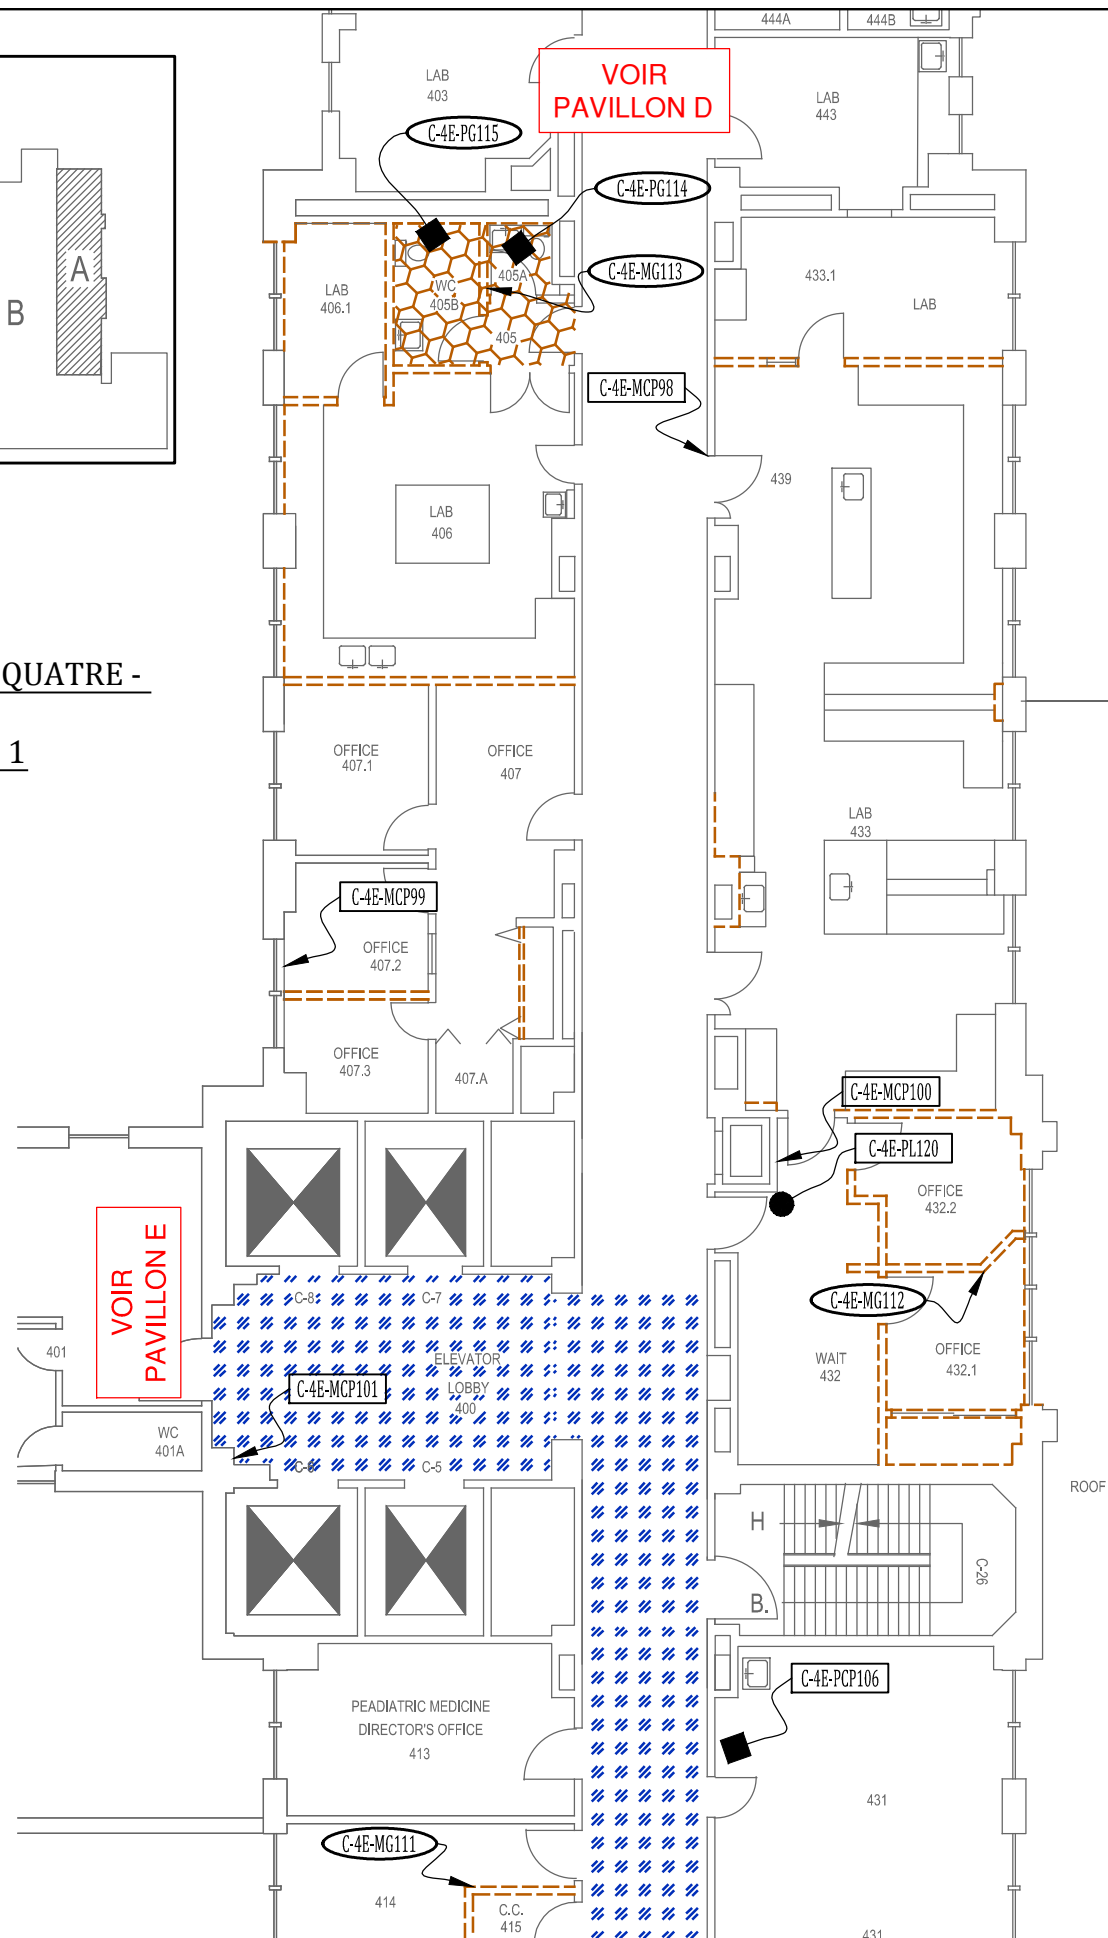 444A
444B
LAB
403
VOIR
PAVILLON D
LAB
443
C-4E-PG115
C-4E-PG114
A
B
C-4E-MG113
405A
WC
405B
433.1
LAB
LAB
406.1
405
C-4E-MCP98
439
LAB
406
QUATRE -
1
OFFICE
407.1
OFFICE
407
LAB
433
C-4E-MCP99
OFFICE
407.2
OFFICE
407.3
407.A
C-4E-MCP100
C-4E-PL120
OFFICE
432.2
VOIR
PAVILLON E
C-8
C-7
C-4E-MG112
401
ELEVATOR
LOBBY
400
WAIT
432
OFFICE
432.1
C-4E-MCP101
WC
401A
C-6
C-5
ROOF
H
C-26
B.
C-4E-PCP106
PEADIATRIC MEDICINE
DIRECTOR'S OFFICE
413
431
C-4E-MG111
414
C.C.
415
431